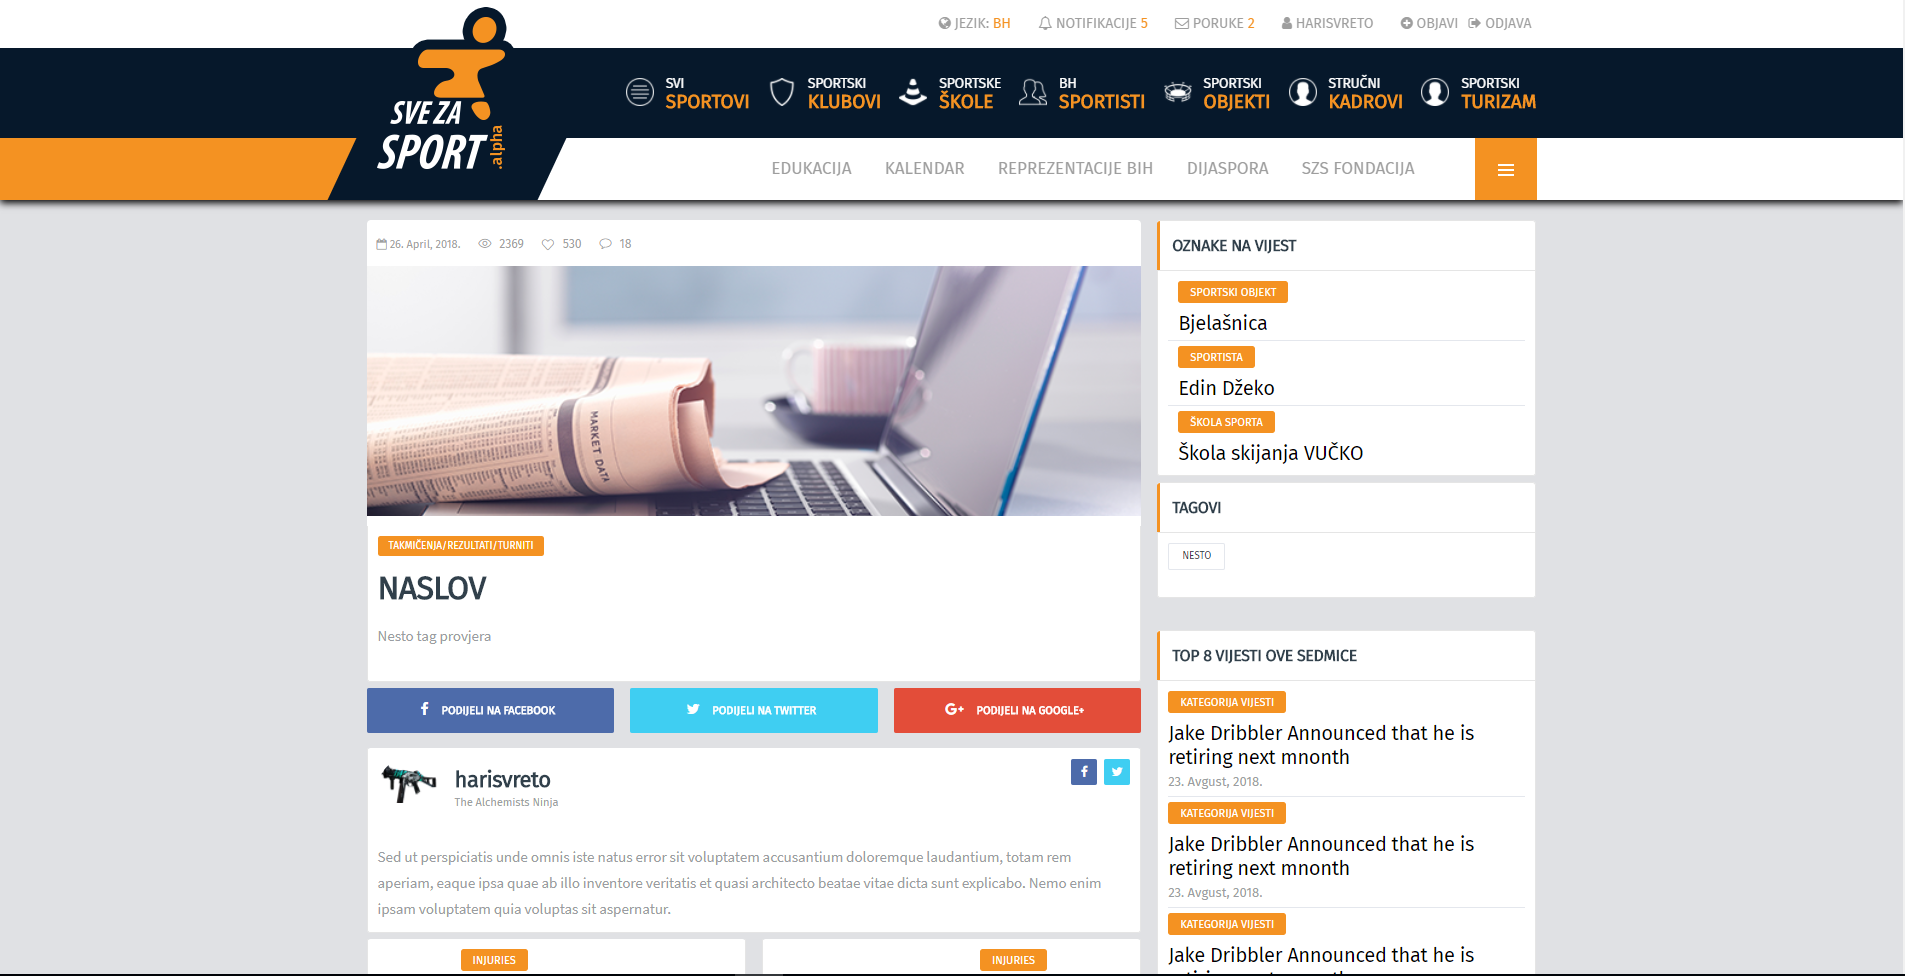 JEZIK: BH NOTIFIKACIJE 5 PORUKE 2 HARISVRETO OBJAVI ODJAVA
SVE ZA
SPORT
.alpha
SVI
SPORTOVI
SPORTSKI
KLUBOVI
SPORTSKE
ŠKOLE
BH
SPORTISTI
SPORTSKI
OBJEKTI
STRUČNI
KADROVI
SPORTSKI
TURIZAM
EDUKACIJA KALENDAR REPREZENTACIJE BIH DIJASPORA SZS FONDACIJA
26. April, 2018. 2369 530 18
MARKET DATA
TAKMIČENJA/REZULTATI/TURNITI
NASLOV
Nesto tag provjera
PODIJELI NA FACEBOOK
PODIJELI NA TWITTER
PODIJELI NA GOOGLE+
harisvreto
The Alchemists Ninja
Sed ut perspiciatis unde omnis iste natus error sit voluptatem accusantium doloremque laudantium, totam rem
aperiam, eaque ipsa quae ab illo inventore veritatis et quasi architecto beatae vitae dicta sunt explicabo. Nemo enim
ipsam voluptatem quia voluptas sit aspernatur.
INJURIES
INJURIES
OZNAKE NA VIJEST
SPORTSKI OBJEKT
Bjelašnica
SPORTISTA
Edin Džeko
ŠKOLA SPORTA
Škola skijanja VUČKO
TAGOVI
NESTO
TOP 8 VIJESTI OVE SEDMICE
KATEGORIJA VIJESTI
Jake Dribbler Announced that he is
retiring next mnonth
23. Avgust, 2018.
KATEGORIJA VIJESTI
Jake Dribbler Announced that he is
retiring next mnonth
23. Avgust, 2018.
KATEGORIJA VIJESTI
Jake Dribbler Announced that he is